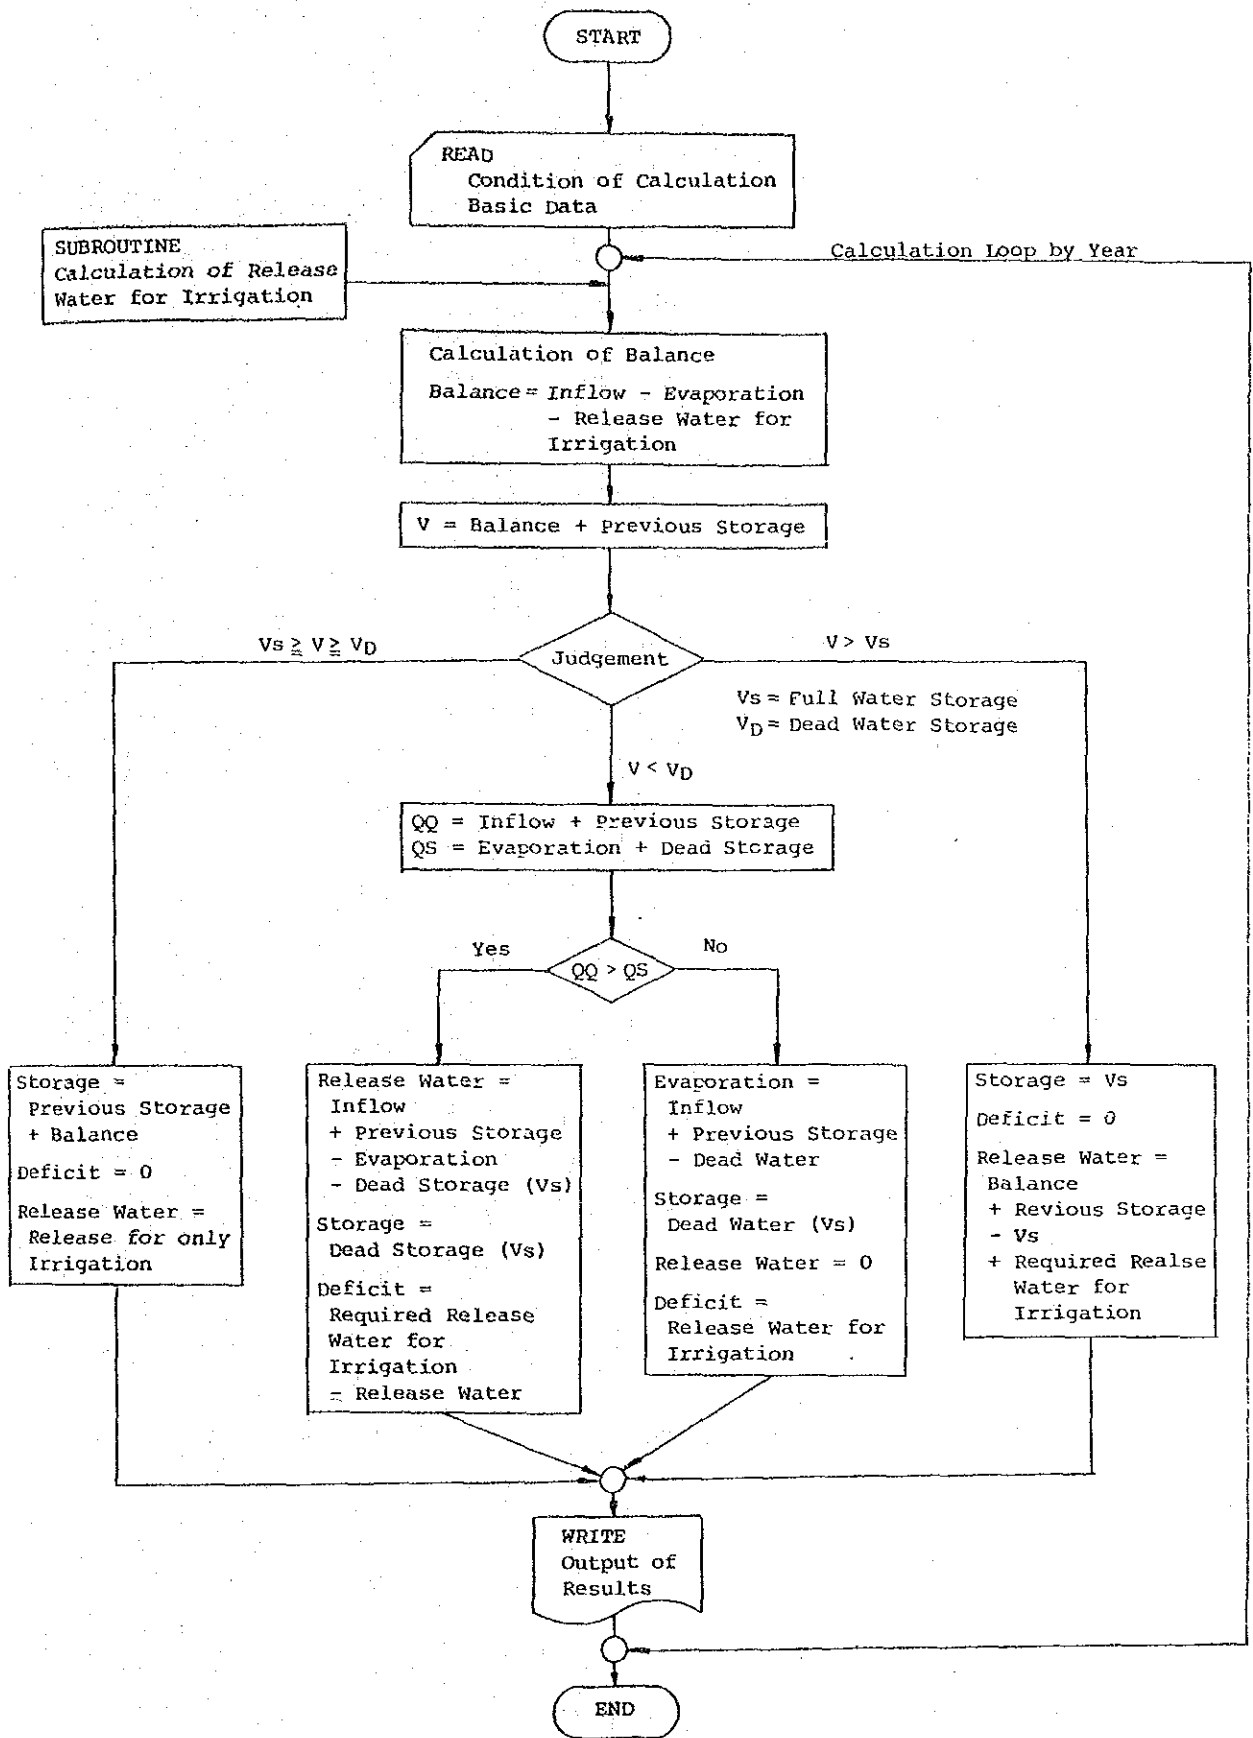 START
READ
Condition of Calculation
Basic Data
SUBROUTINE
Calculation of Release
Water for Irrigation
Calculation Loop by Year
Calculation of Balance
Balance = Inflow - Evaporation
- Release Water for
Irrigation
V = Balance + Previous Storage
Vs ≧ V ≧ VD
Judgement
V > Vs
Vs = Full Water Storage
VD = Dead Water Storage
V < VD
QQ = Inflow + Previous Storage
QS = Evaporation + Dead Storage
Yes
QQ > QS
No
Storage =
Previous Storage
+ Balance
Deficit = 0
Release Water =
Release for only
Irrigation
Release Water =
Inflow
+ Previous Storage
- Evaporation
- Dead Storage (Vs)
Storage =
Dead Storage (Vs)
Deficit =
Required Release
Water for
Irrigation
- Release Water
Evaporation =
Inflow
+ Previous Storage
- Dead Water
Storage =
Dead Water (Vs)
Release Water = 0
Deficit =
Release Water for
Irrigation
Storage = Vs
Deficit = 0
Release Water =
Balance
+ Revious Storage
- Vs
+ Required Realse
Water for
Irrigation
WRITE
Output of
Results
END